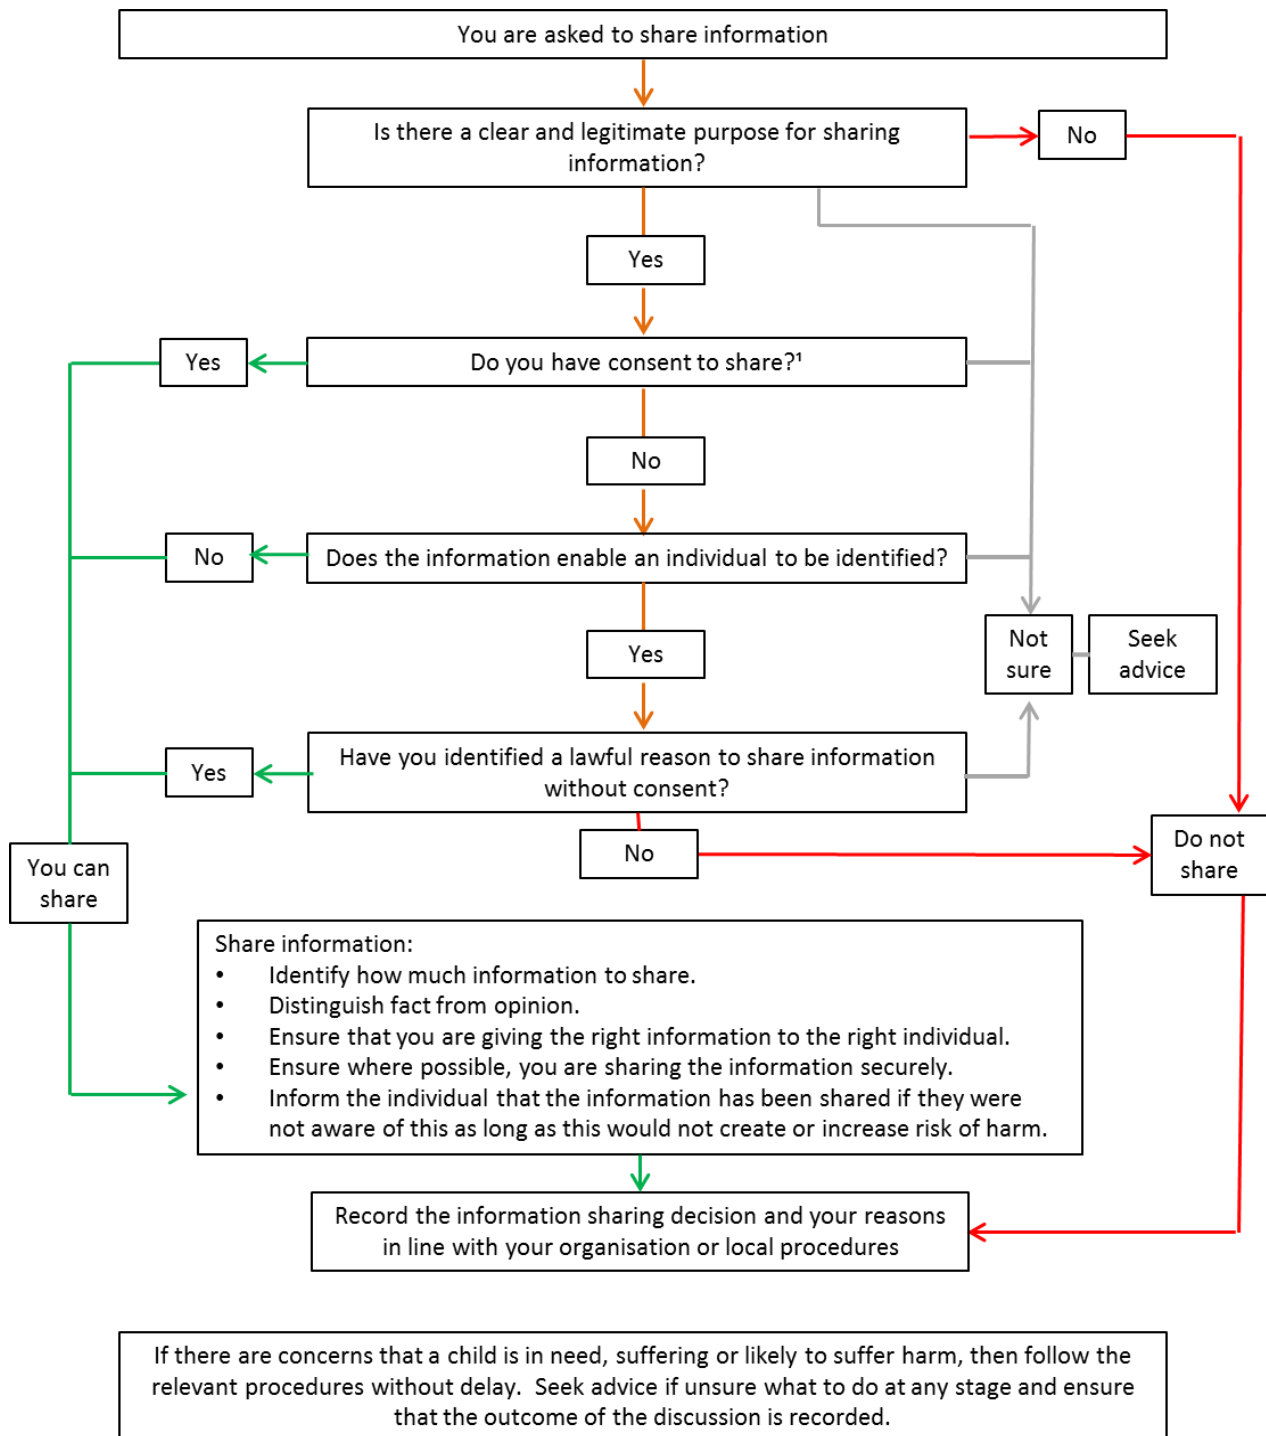 You are asked to share information
Is there a clear and legitimate purpose for sharing
information?
No
Yes
Yes
Do you have consent to share?¹
No
No
Does the information enable an individual to be identified?
Yes
Not
sure
Seek
advice
Yes
Have you identified a lawful reason to share information
without consent?
No
Do not
share
You can
share
Share information:
• Identify how much information to share.
• Distinguish fact from opinion.
• Ensure that you are giving the right information to the right individual.
• Ensure where possible, you are sharing the information securely.
• Inform the individual that the information has been shared if they were
not aware of this as long as this would not create or increase risk of harm.
Record the information sharing decision and your reasons
in line with your organisation or local procedures
If there are concerns that a child is in need, suffering or likely to suffer harm, then follow the
relevant procedures without delay.  Seek advice if unsure what to do at any stage and ensure
that the outcome of the discussion is recorded.